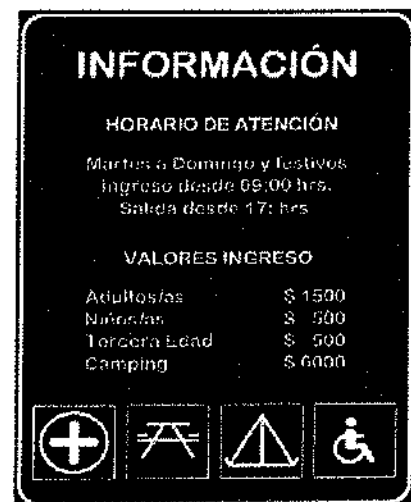 INFORMACIÓN
HORARIO DE ATENCIÓN
Martes a Domingo y festivos
Ingreso desde 09:00 hrs.
Salida desde 17: hrs
VALORES INGRESO
Adultos/as $ 1500
Niños/as $ 500
Tercera Edad $ 500
Camping $ 6000